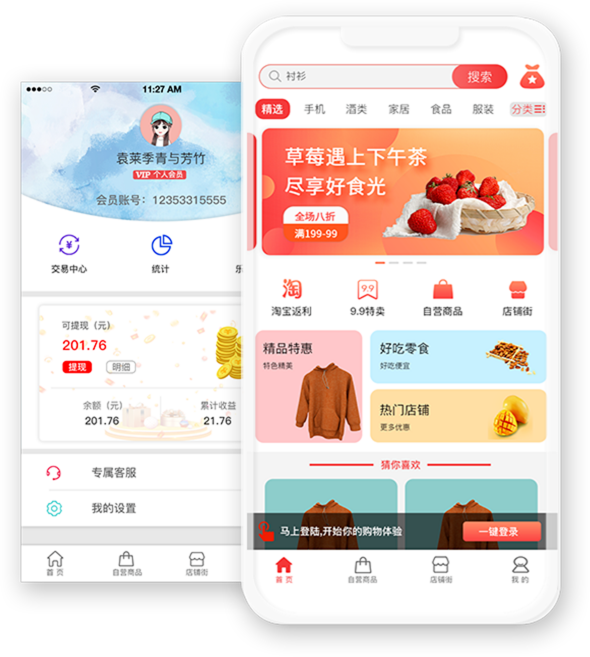 11:27 AM
袁莱季青与芳竹
VIP 个人会员
会员账号：12353315555
交易中心
统计
可提现（元）
201.76
提现
明细
余额（元）
累计收益
201.76
21.76
专属客服
我的设置
首 页
自营商品
店铺街
衬衫
搜索
精选
手机
酒类
家居
食品
服装
分类
草莓遇上下午茶
尽享好食光
全场八折
满199-99
淘
9.9
淘宝返利
9.9特卖
自营商品
店铺街
精品特惠
特色精美
好吃零食
好吃便宜
热门店铺
更多优惠
猜你喜欢
马上登陆,开始你的购物体验
一键登录
首 页
自营商品
店铺街
我 的